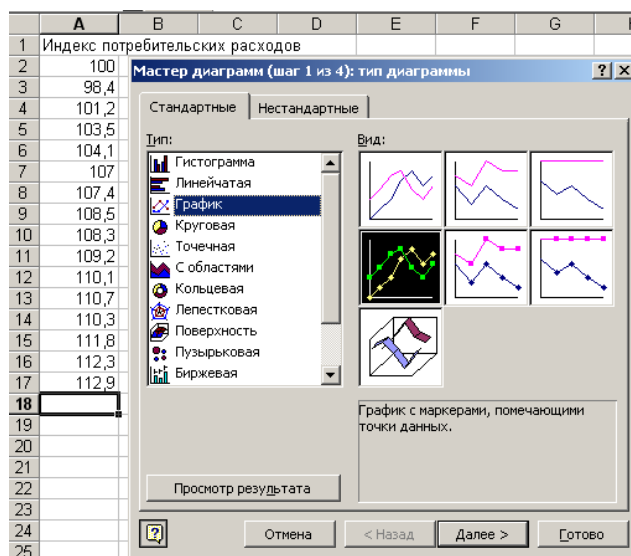 A B C D E F G
1 Индекс потребительских расходов
2 100
3 98,4
4 101,2
5 103,5
6 104,1
7 107
8 107,4
9 108,5
10 108,3
11 109,2
12 110,1
13 110,7
14 110,3
15 111,8
16 112,3
17 112,9
18
19
20
21
22
23
24
25
Мастер диаграмм (шаг 1 из 4): тип диаграммы
Стандартные Нестандартные
Тип: Вид:
Гистограмма
Линейчатая
График
Круговая
Точечная
С областями
Кольцевая
Лепестковая
Поверхность
Пузырьковая
Биржевая
График с маркерами, помечающими
точки данных.
Просмотр результата
Отмена < Назад Далее > Готово